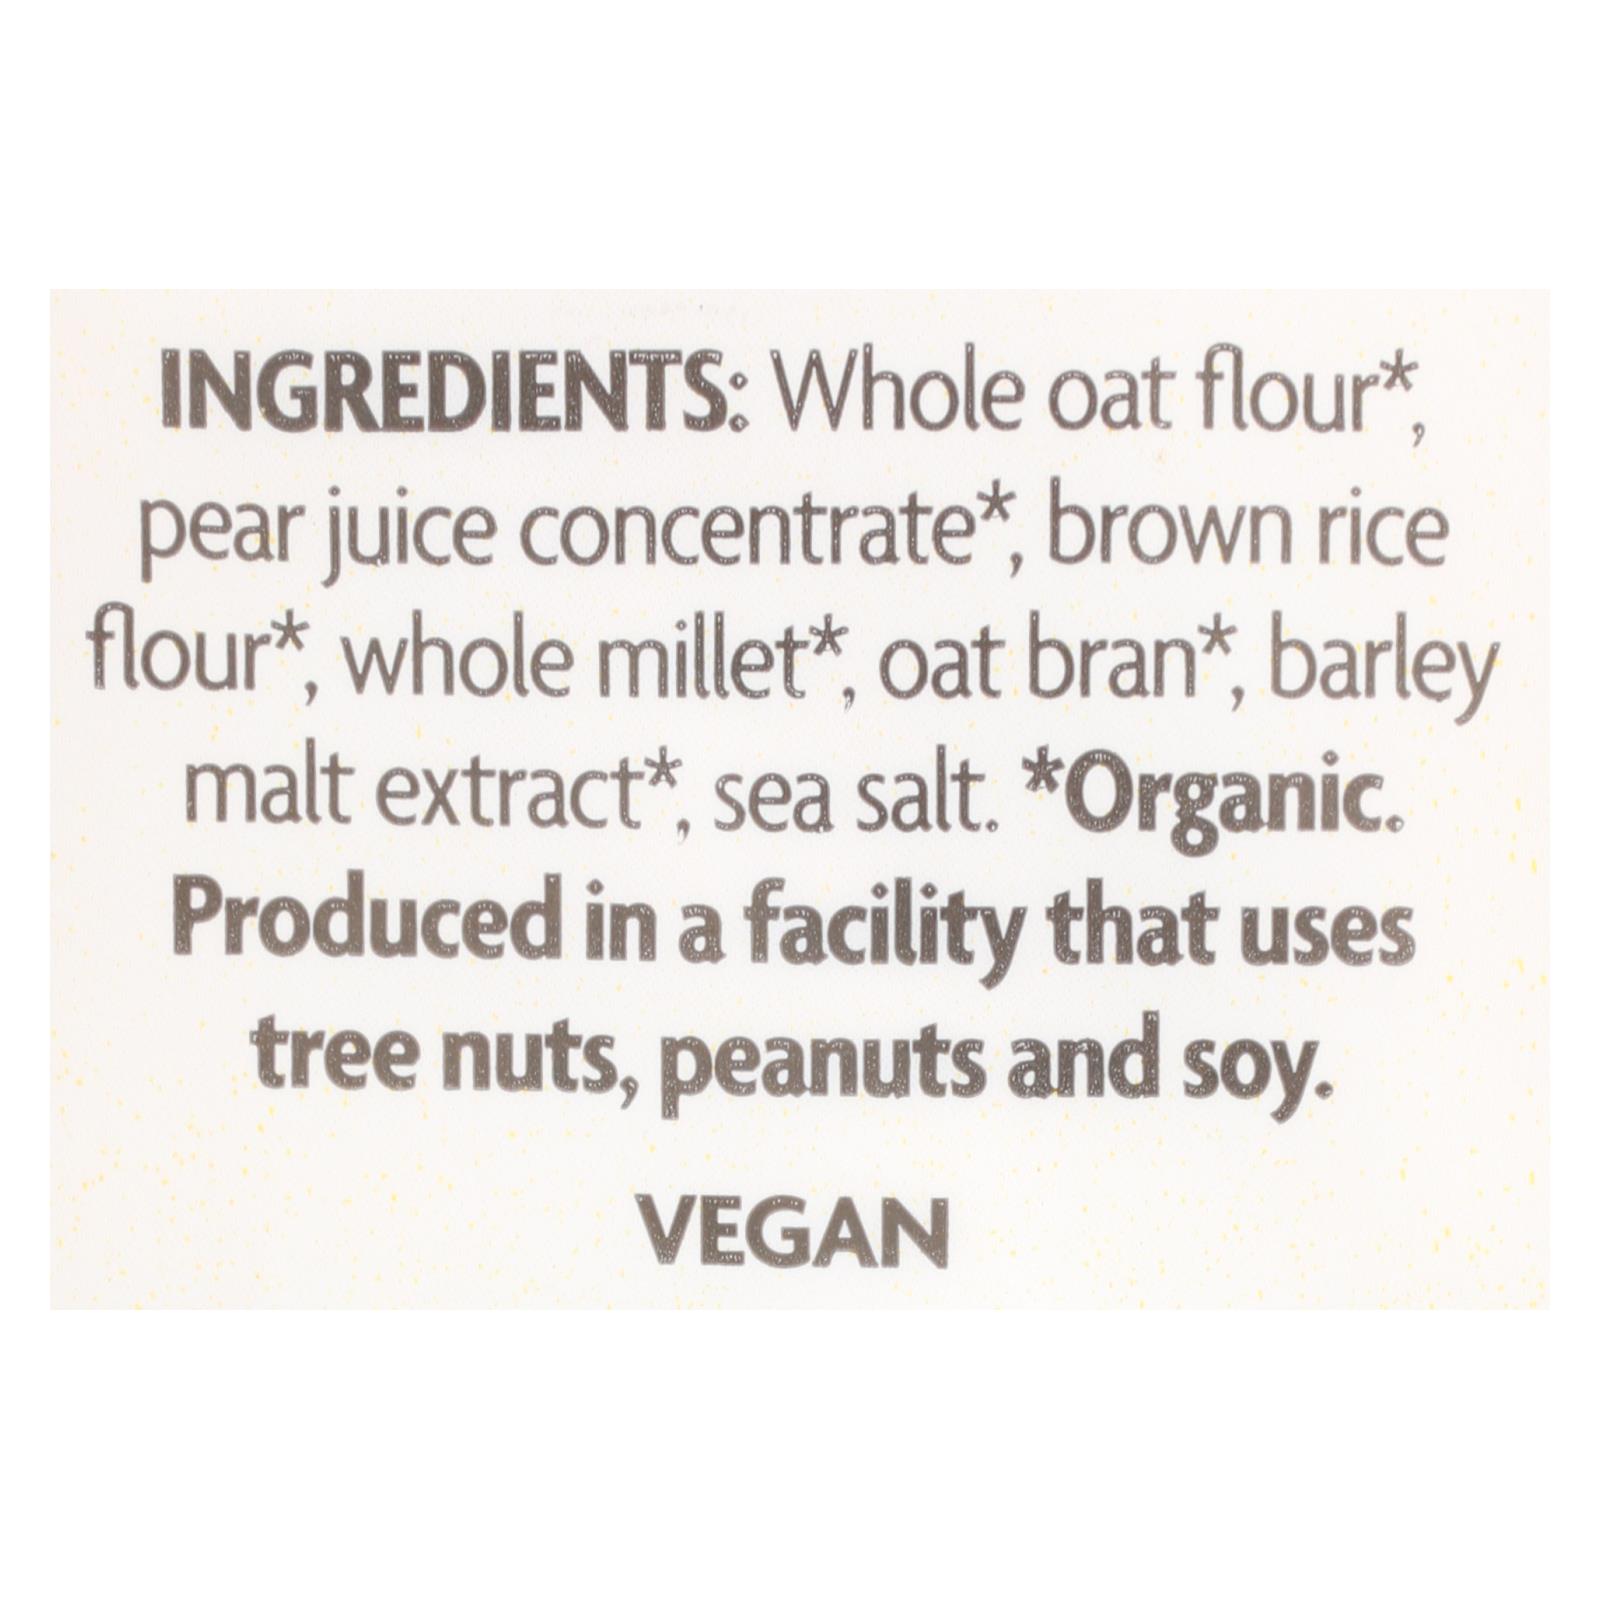 INGREDIENTS: Whole oat flour*,
pear juice concentrate*, brown rice
flour*, whole millet*, oat bran*, barley
malt extract*, sea salt. *Organic.
Produced in a facility that uses
tree nuts, peanuts and soy.
VEGAN